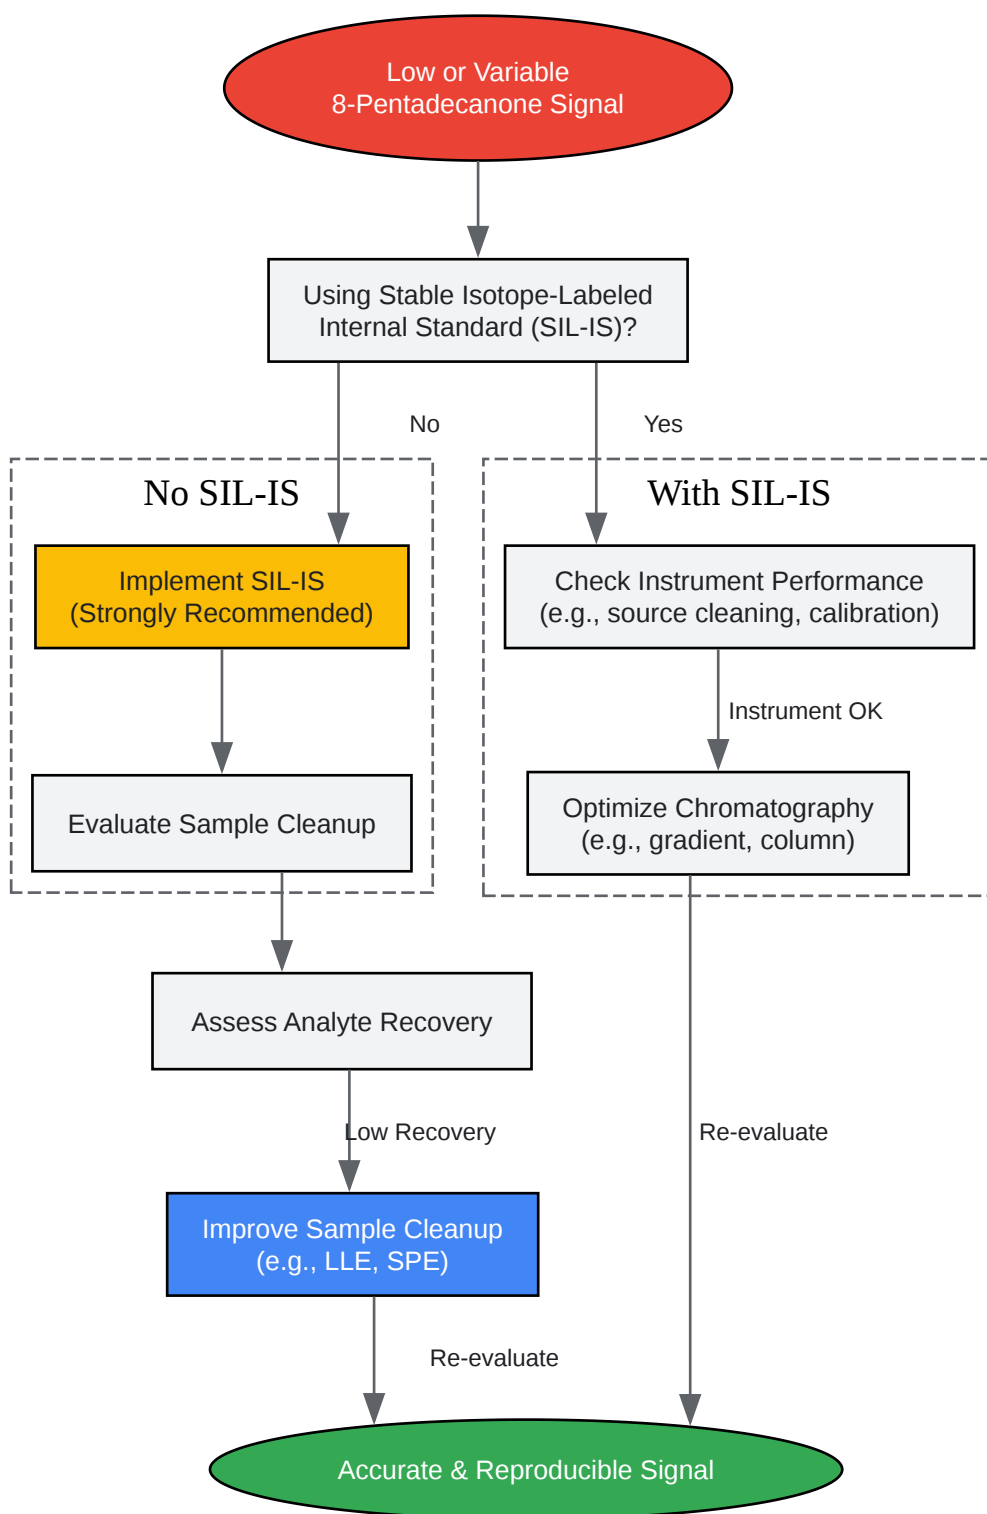 Low or Variable
8-Pentadecanone Signal
Using Stable Isotope-Labeled
Internal Standard (SIL-IS)?
No
Yes
No SIL-IS
With SIL-IS
Implement SIL-IS
(Strongly Recommended)
Check Instrument Performance
(e.g., source cleaning, calibration)
Instrument OK
Evaluate Sample Cleanup
Optimize Chromatography
(e.g., gradient, column)
Assess Analyte Recovery
Low Recovery
Re-evaluate
Improve Sample Cleanup
(e.g., LLE, SPE)
Re-evaluate
Accurate & Reproducible Signal